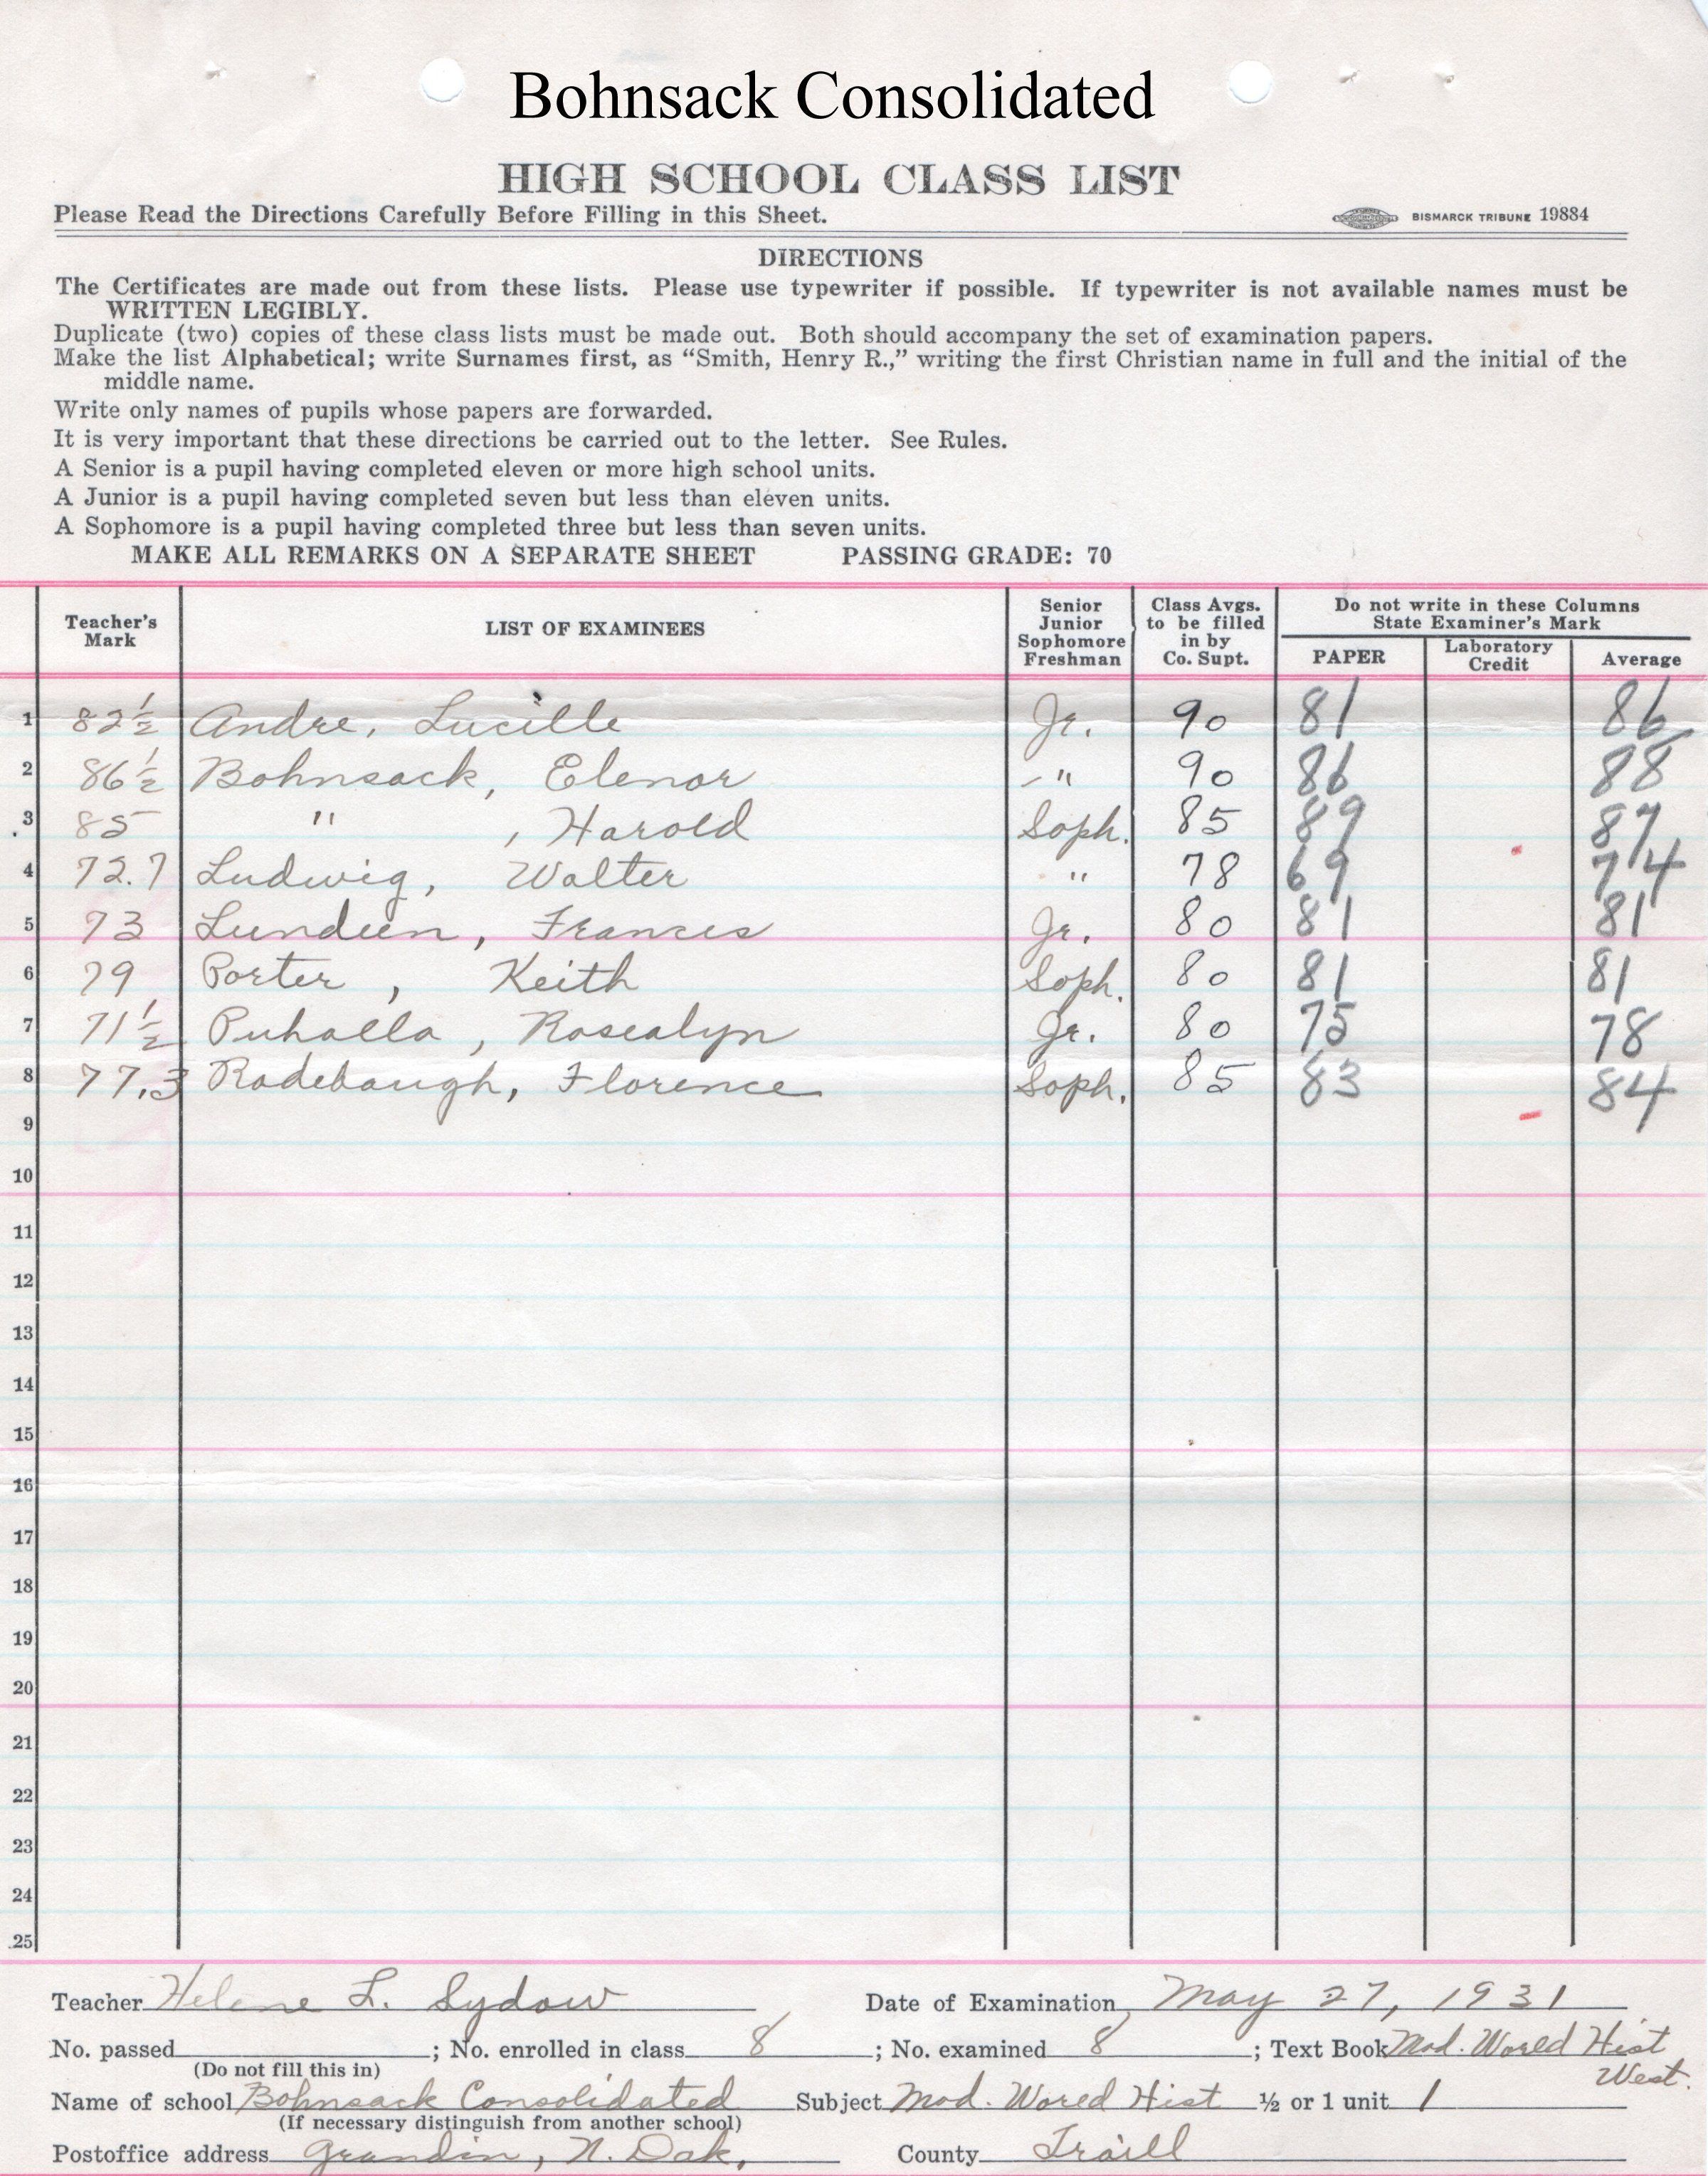 Bohnsack Consolidated
HIGH SCHOOL CLASS LIST
Please Read the Directions Carefully Before Filling in this Sheet. BISMARCK TRIBUNE 19884
DIRECTIONS
The Certificates are made out from these lists. Please use typewriter if possible. If typewriter is not available names must be
WRITTEN LEGIBLY.
Duplicate (two) copies of these class lists must be made out. Both should accompany the set of examination papers.
Make the list Alphabetical; write Surnames first, as “Smith, Henry R.,” writing the first Christian name in full and the initial of the
middle name.
Write only names of pupils whose papers are forwarded.
It is very important that these directions be carried out to the letter. See Rules.
A Senior is a pupil having completed eleven or more high school units.
A Junior is a pupil having completed seven but less than eleven units.
A Sophomore is a pupil having completed three but less than seven units.
MAKE ALL REMARKS ON A SEPARATE SHEET PASSING GRADE: 70
Teacher's Mark LIST OF EXAMINEES Senior Junior Sophomore Freshman Class Avgs. to be filled in by Co. Supt. Do not write in these Columns State Examiner's Mark
PAPER Laboratory Credit Average
1 82½ Andre, Lucille Jr. 90 81 86
2 86½ Bohnsack, Elenor " 90 86 88
3 85 " , Harold Soph. 85 89 87
4 72.7 Ludwig, Walter " 78 69 74
5 73 Lundeen, Frances Jr. 80 81 81
6 79 Porter, Keith Soph. 80 81 81
7 71½ Puhalla, Rosealyn Jr. 80 75 78
8 77.3 Radebaugh, Florence Soph. 85 83 84
9
10
11
12
13
14
15
16
17
18
19
20
21
22
23
24
25
Teacher Helene L. Sydow Date of Examination May 27, 1931
No. passed ; No. enrolled in class 8 ; No. examined 8 ; Text Book Mod. World Hist
(Do not fill this in) West.
Name of school Bohnsack Consolidated Subject Mod. World Hist ½ or 1 unit 1
(If necessary distinguish from another school)
Postoffice address Grandin, N. Dak. County Traill